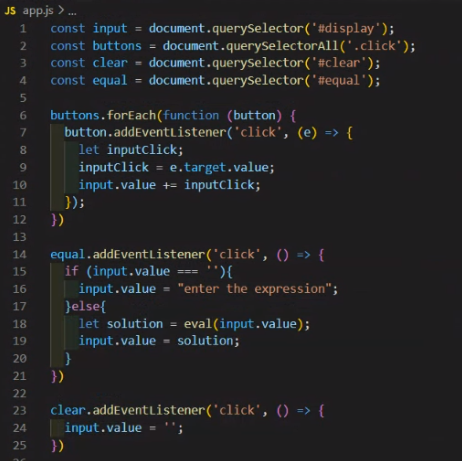 JS app.js > ...
1 const input = document.querySelector('#display');
2 const buttons = document.querySelectorAll('.click');
3 const clear = document.querySelector('#clear');
4 const equal = document.querySelector('#equal');
5
6 buttons.forEach(function (button) {
7 button.addEventListener('click', (e) => {
8 let inputClick;
9 inputClick = e.target.value;
10 input.value += inputClick;
11 });
12 })
13
14 equal.addEventListener('click', () => {
15 if (input.value === ''){
16 input.value = "enter the expression";
17 }else{
18 let solution = eval(input.value);
19 input.value = solution;
20 }
21 })
22
23 clear.addEventListener('click', () => {
24 input.value = '';
25 })